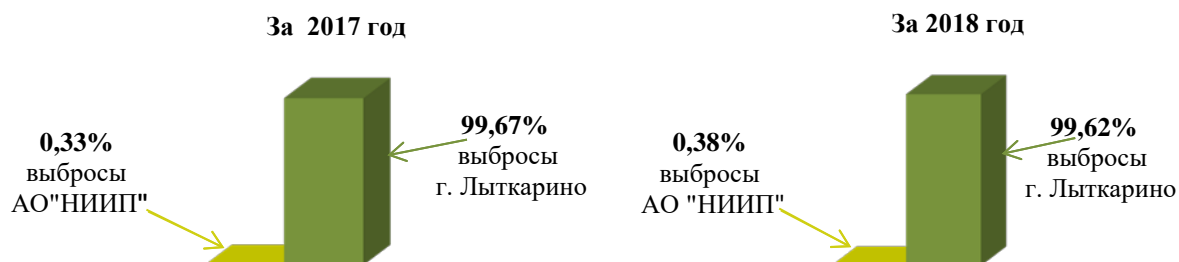 За 2017 год
0,33%
выбросы
АО"НИИП"
99,67%
выбросы
г. Лыткарино
За 2018 год
0,38%
выбросы
АО "НИИП"
99,62%
выбросы
г. Лыткарино